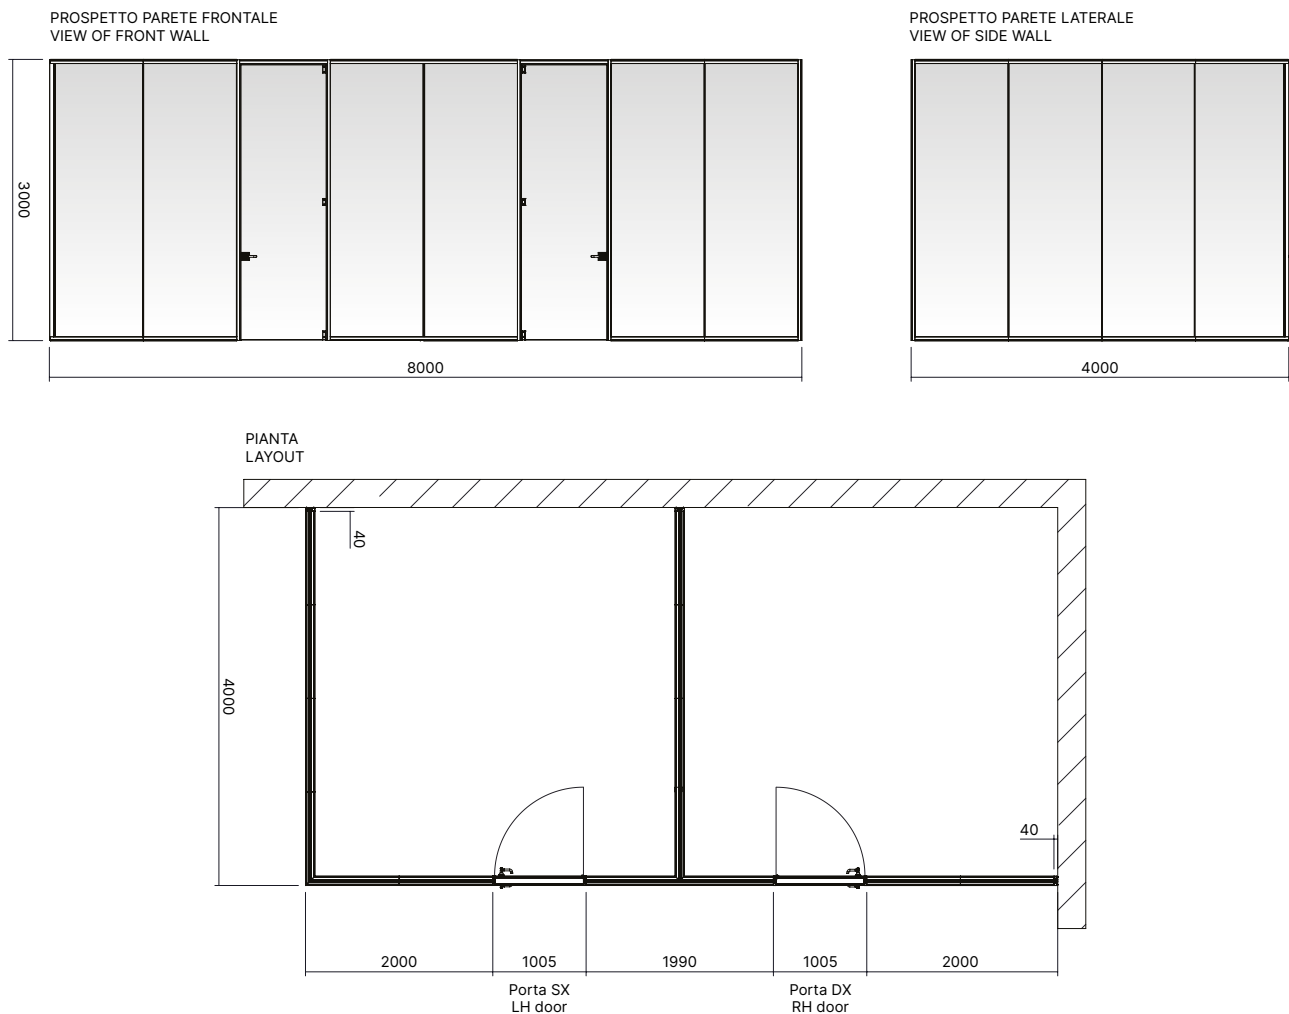 PROSPETTO PARETE FRONTALE
VIEW OF FRONT WALL
PROSPETTO PARETE LATERALE
VIEW OF SIDE WALL
3000
8000
4000
PIANTA
LAYOUT
40
4000
40
2000
1005
1990
1005
2000
Porta SX
LH door
Porta DX
RH door